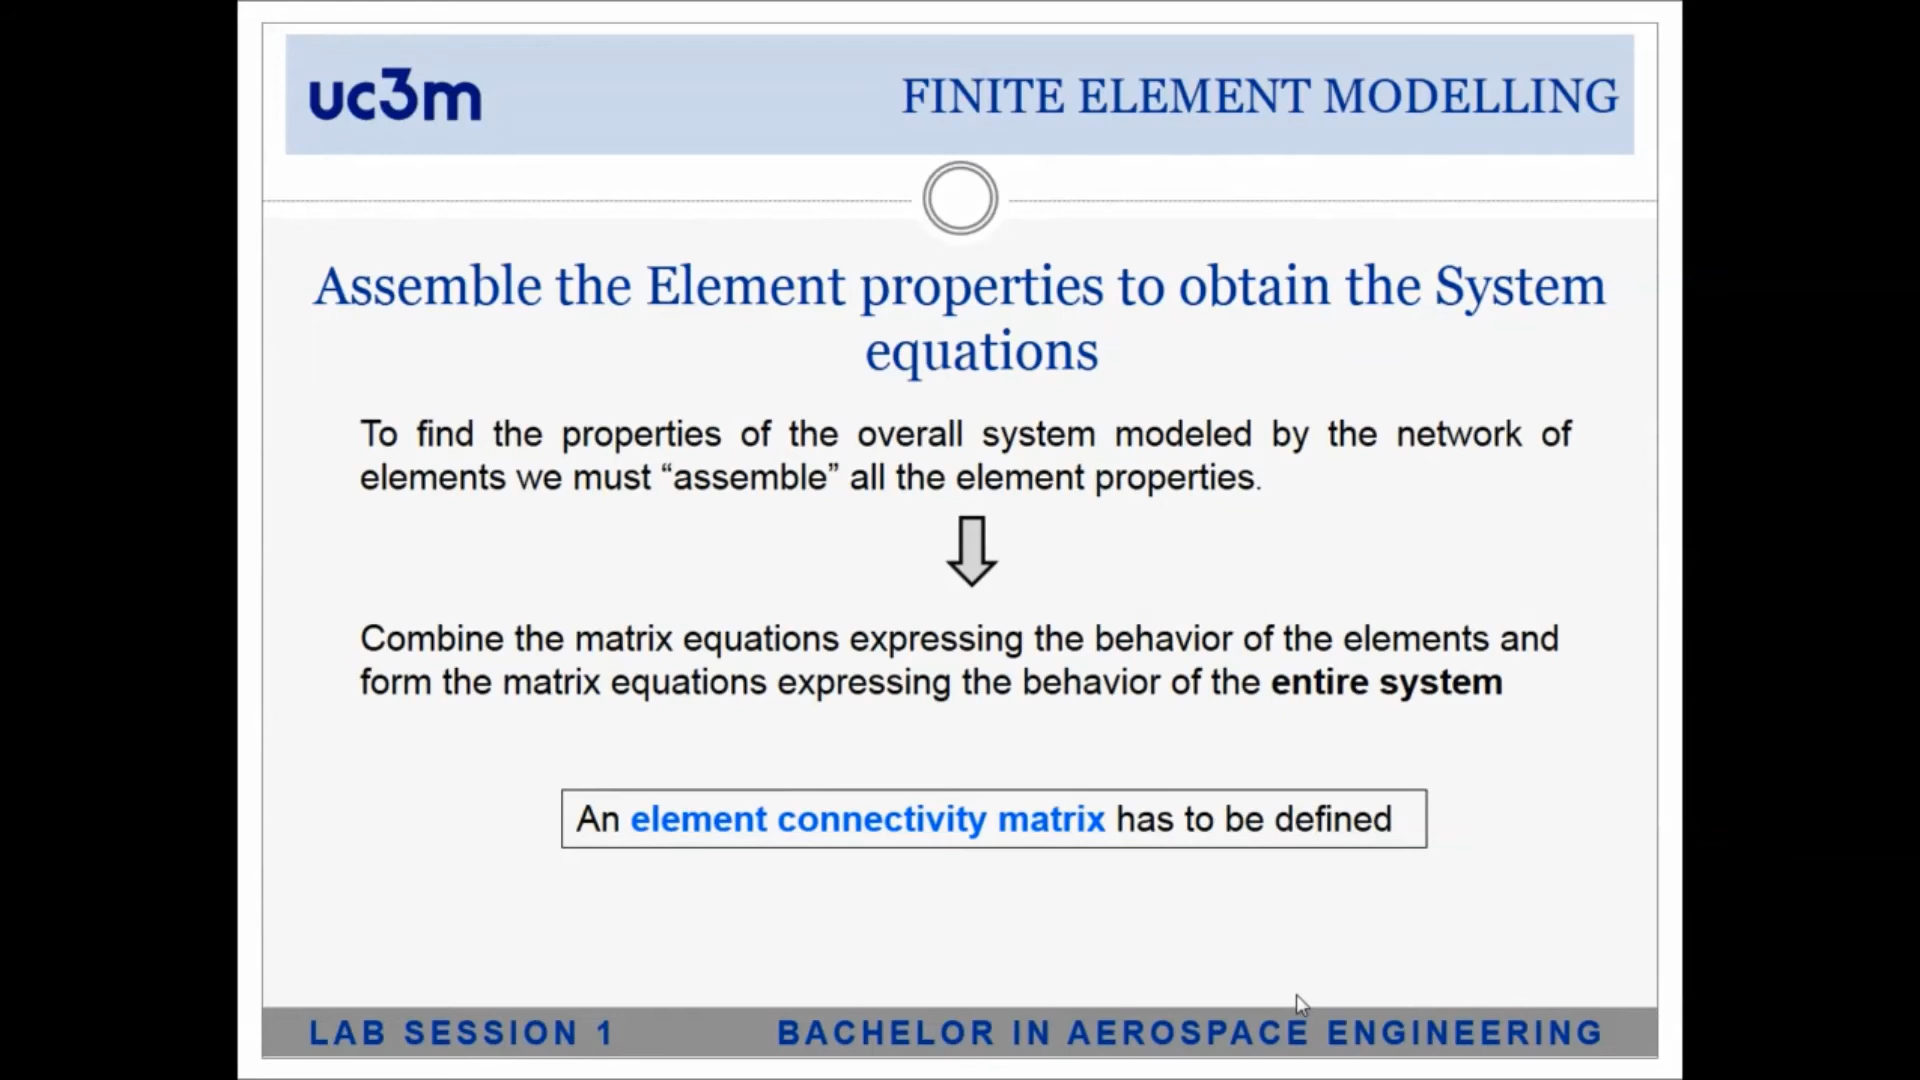 uc3m
FINITE ELEMENT MODELLING
Assemble the Element properties to obtain the System
equations
To find the properties of the overall system modeled by the network of
elements we must “assemble” all the element properties.
Combine the matrix equations expressing the behavior of the elements and
form the matrix equations expressing the behavior of the entire system
An element connectivity matrix has to be defined
LAB SESSION 1
BACHELOR IN AEROSPACE ENGINEERING